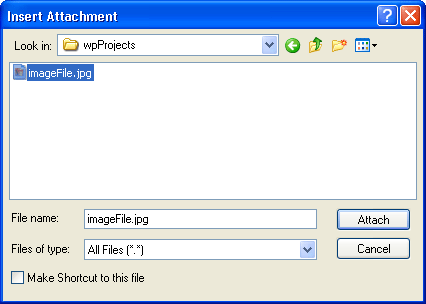 Insert Attachment
Look in: wpProjects
imageFile.jpg
File name: imageFile.jpg
Attach
Files of type: All Files (*.*)
Cancel
Make Shortcut to this file